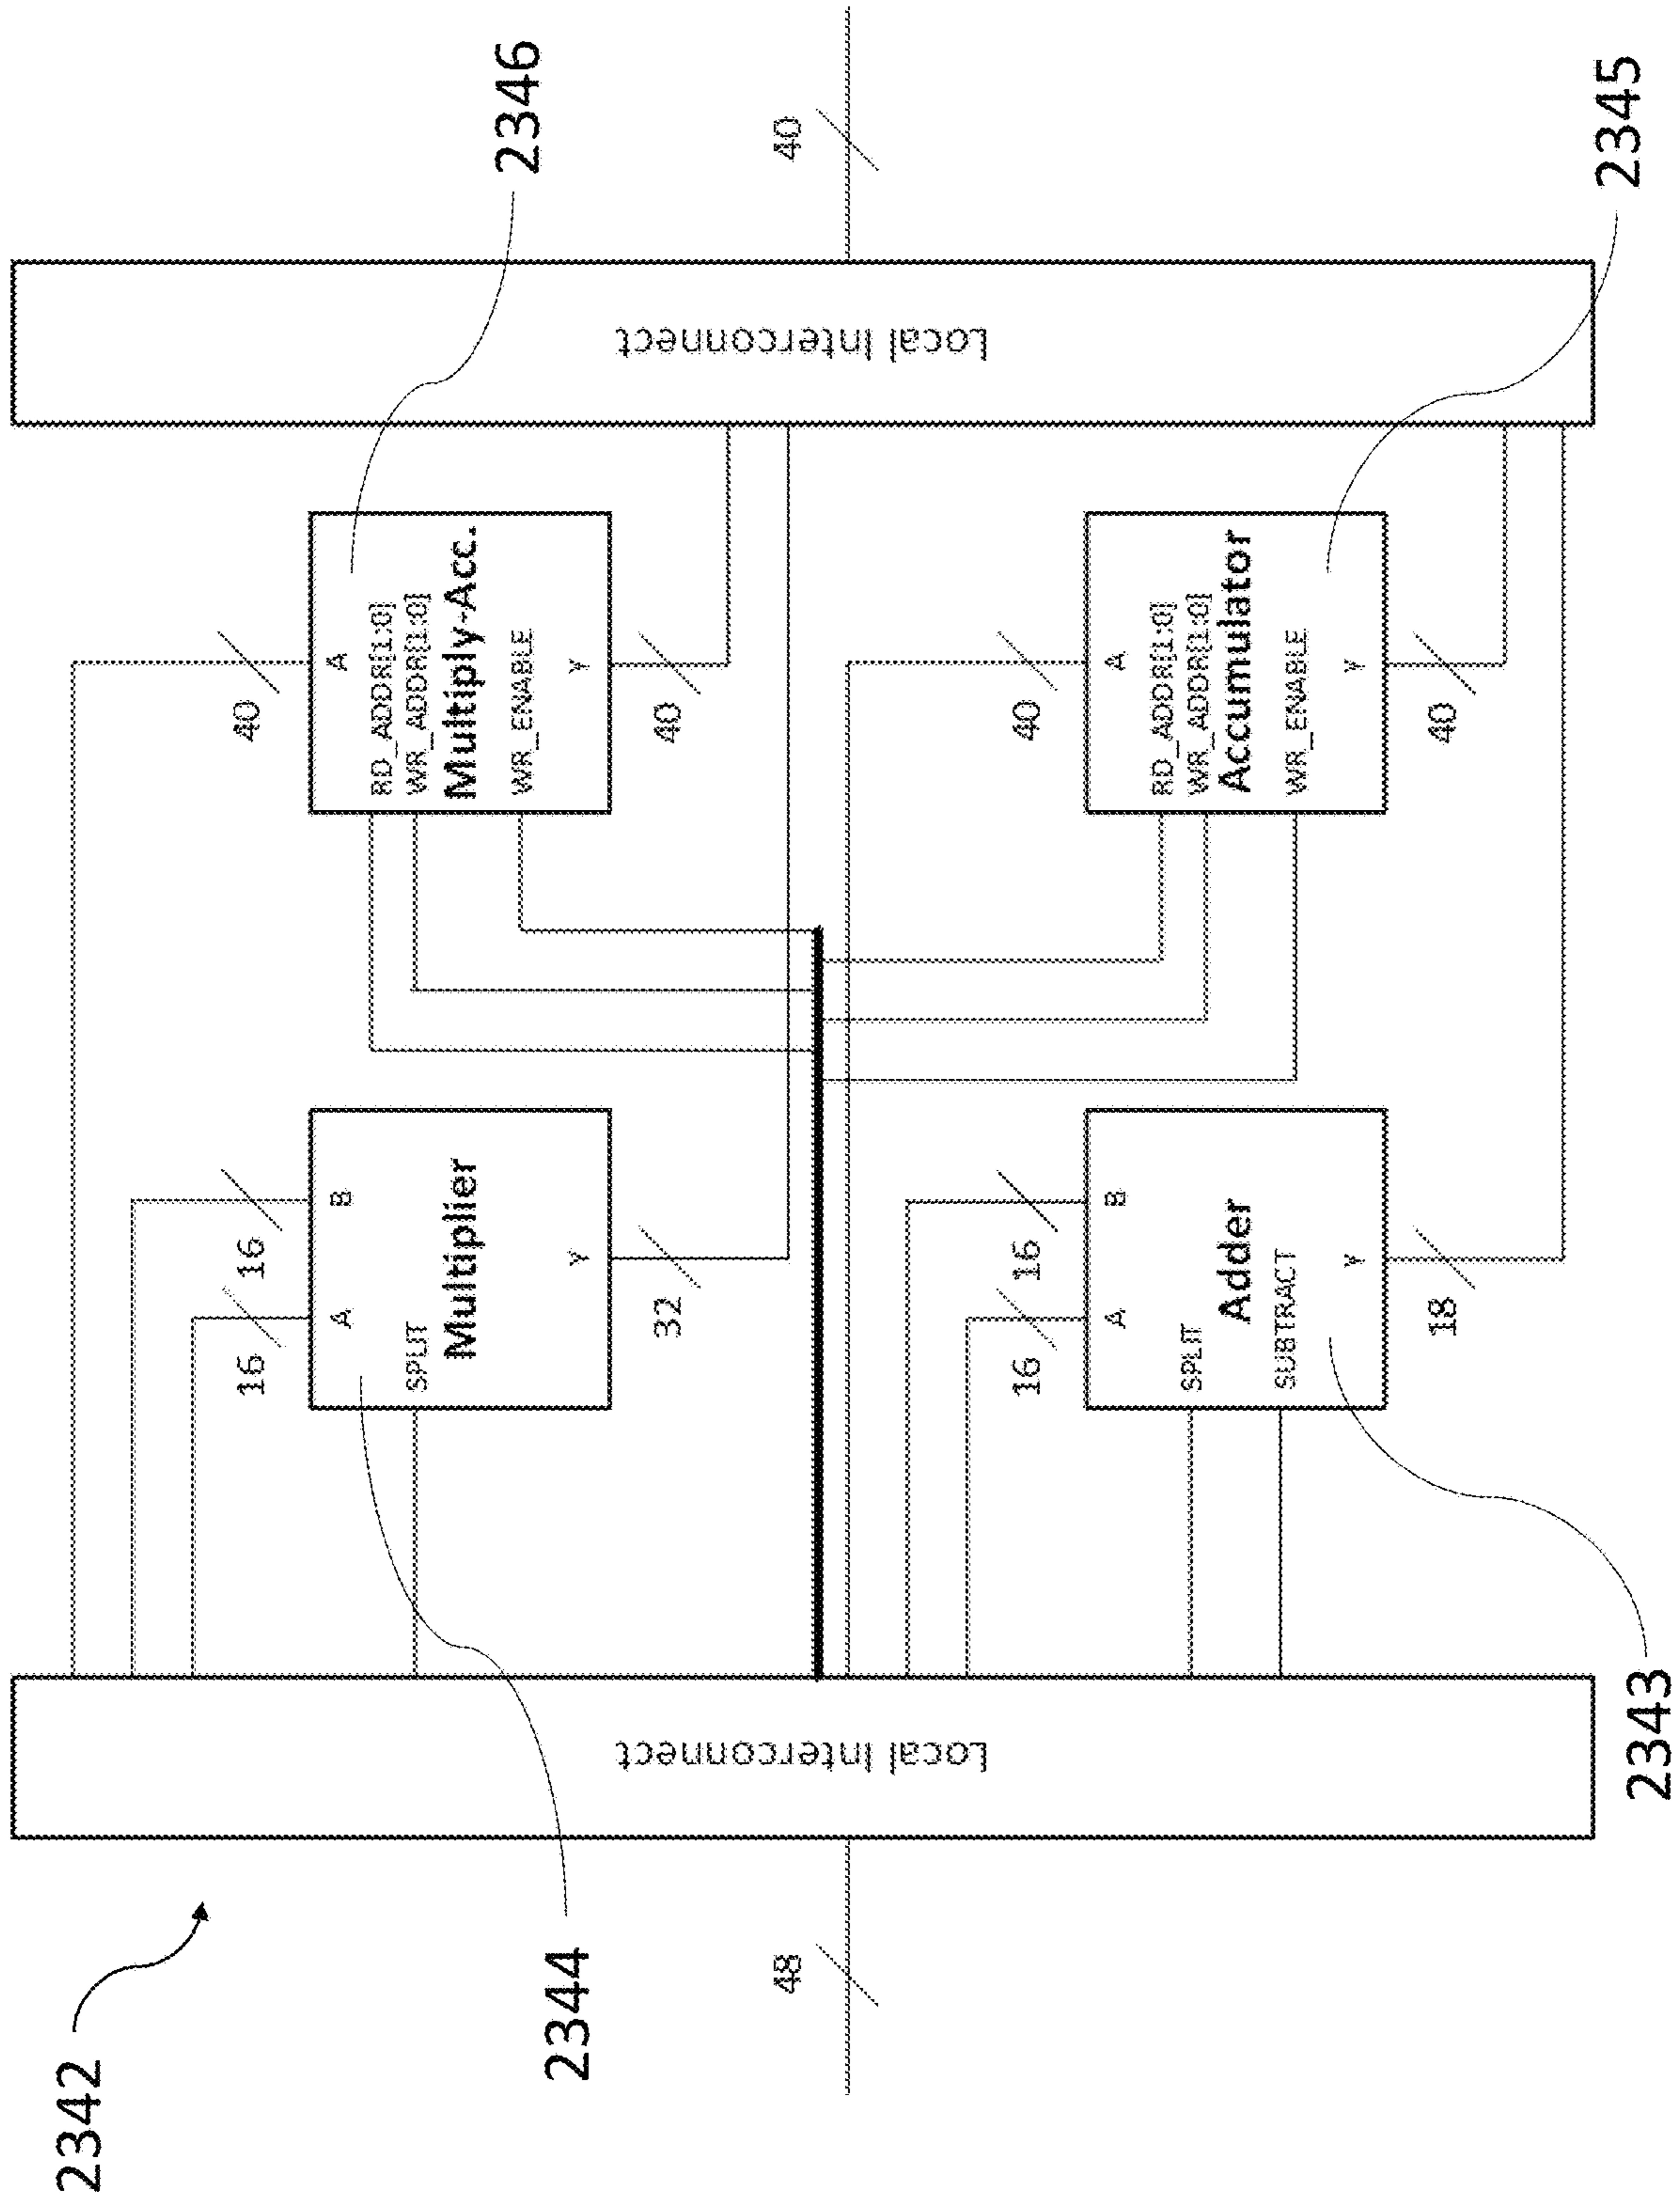 2342
2344
2343
2346
2345
48
40
Local Interconnect
Local Interconnect
16
16
A
B
SPLIT
Multiplier
Y
32
40
A
RD_ADDR[1:0]
WR_ADDR[1:0]
Multiply-Acc.
WR_ENABLE
Y
40
16
16
A
B
SPLIT
Adder
SUBTRACT
Y
18
40
A
RD_ADDR[1:0]
WR_ADDR[1:0]
Accumulator
WR_ENABLE
Y
40